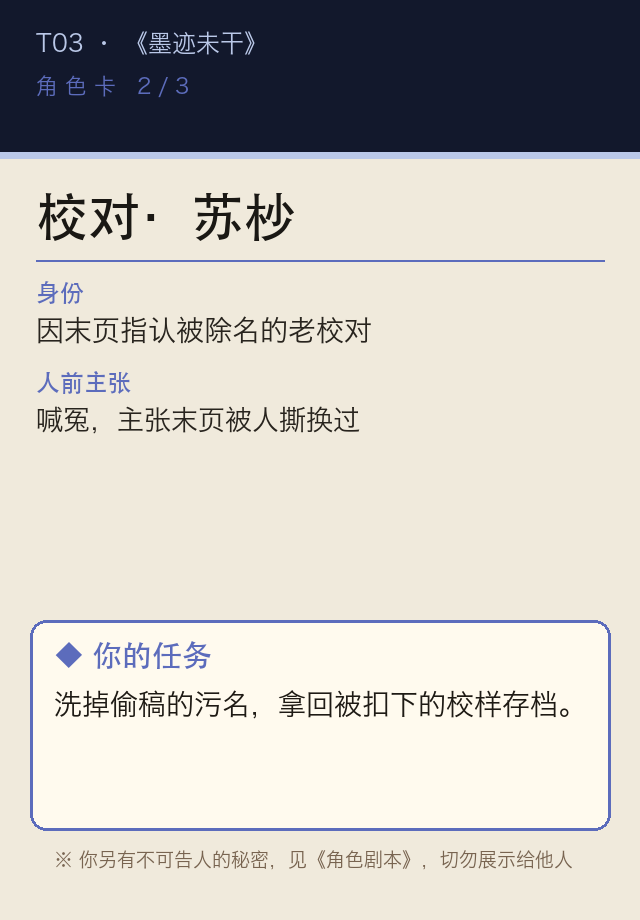 T03 · 《墨迹未干》
角色卡 2/3
校对· 苏杪
身份
因末页指认被除名的老校对
人前主张
喊冤，主张末页被人撕换过
◆ 你的任务
洗掉偷稿的污名，拿回被扣下的校样存档。
※ 你另有不可告人的秘密，见《角色剧本》，切勿展示给他人